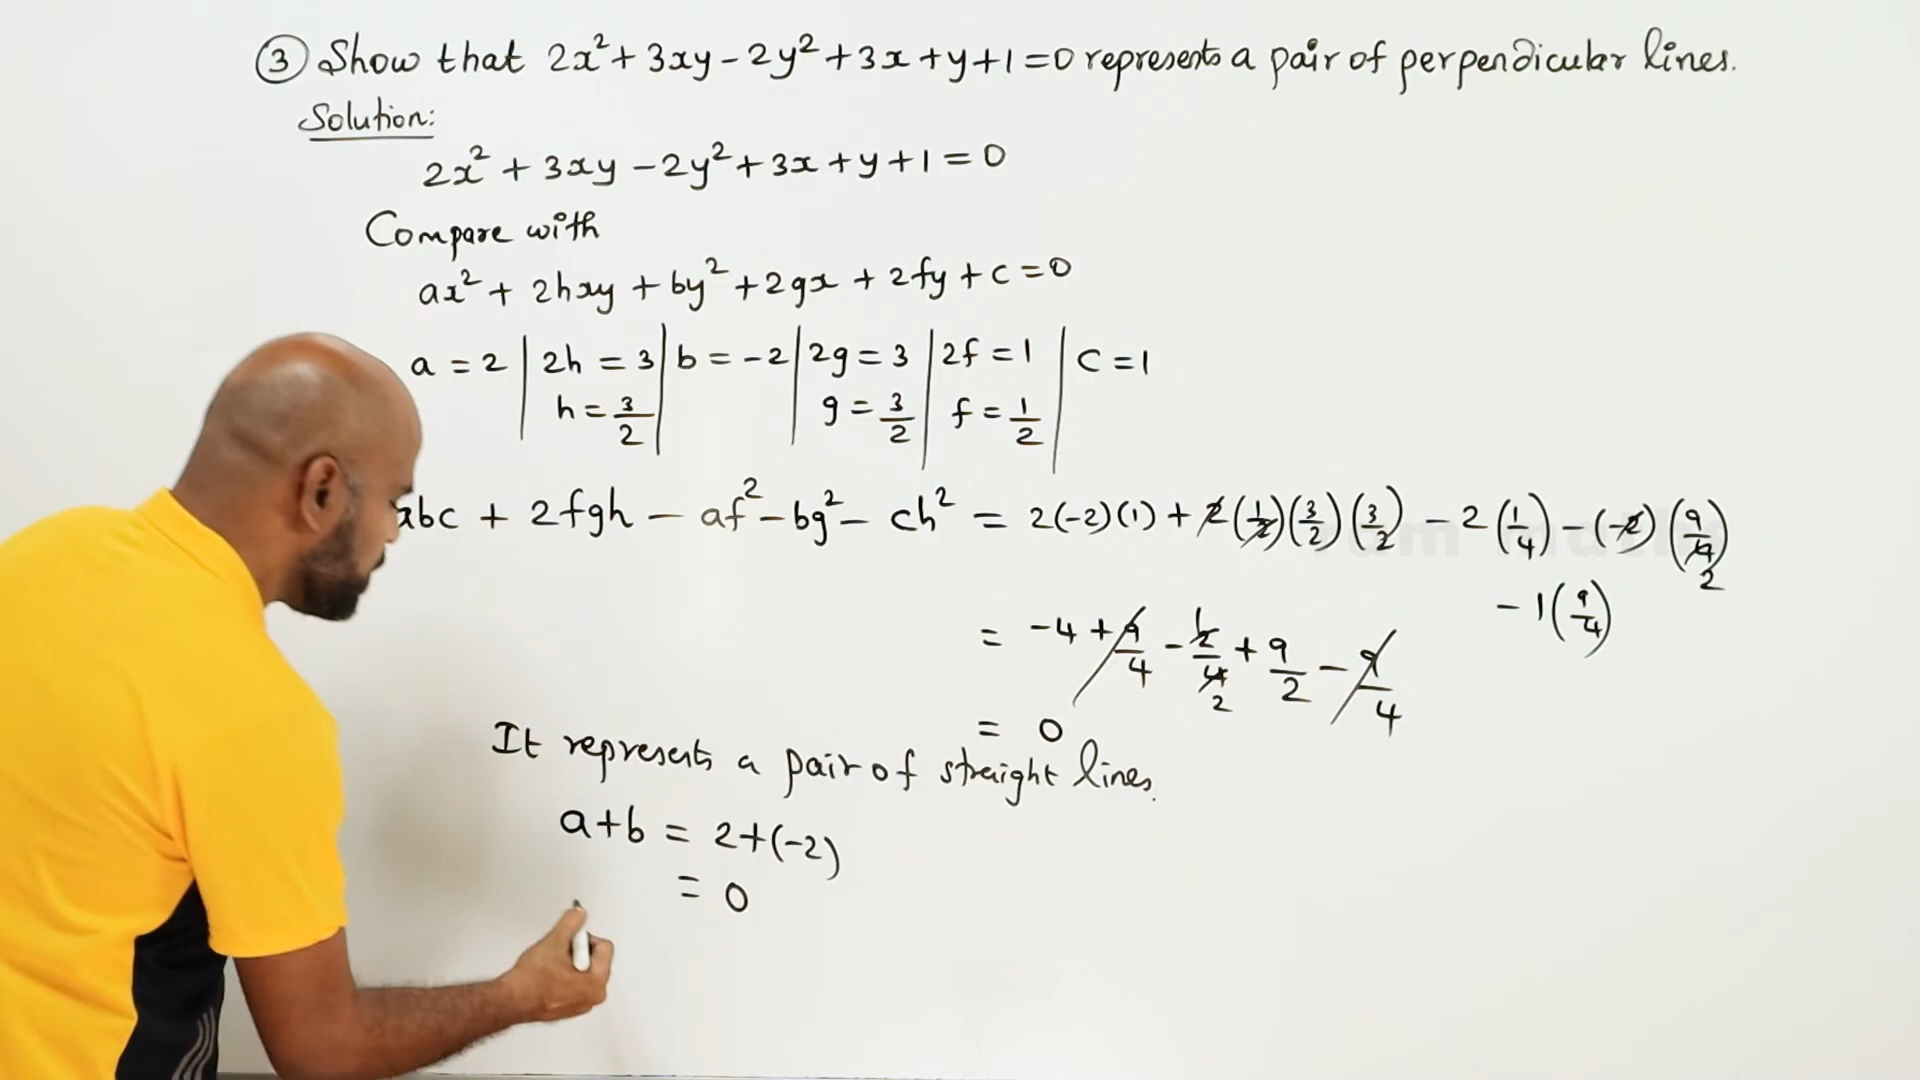 ③ Show that 2x² + 3xy - 2y² + 3x + y + 1 = 0 represents a pair of perpendicular lines.
Solution:
2x² + 3xy - 2y² + 3x + y + 1 = 0
Compare with
ax² + 2hxy + by² + 2gx + 2fy + c = 0
a = 2 | 2h = 3 | b = -2 | 2g = 3 | 2f = 1 | C = 1
h = 3/2 | g = 3/2 | f = 1/2
abc + 2fgh - af² - bg² - ch² = 2(-2)(1) + 2(1/2)(3/2)(3/2) - 2(1/4) - (-2)(9/4) 2
- 1(9/4)
= -4 + 9/4 - 2/4 1 2 + 9/2 - 9/4
= 0
It represents a pair of straight lines.
a+b = 2+(-2)
= 0